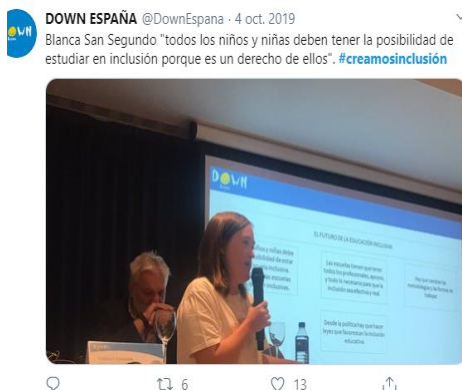 DOWN ESPAÑA @DownEspana · 4 oct. 2019
Blanca San Segundo "todos los niños y niñas deben tener la posibilidad de
estudiar en inclusión porque es un derecho de ellos". #creamosinclusión
DOWN
DOWN
EL FUTURO DE LA EDUCACIÓN INCLUSIVA
Las escuelas tienen que tener
todos los profesionales, apoyos,
y todo lo necesario para que la
inclusión sea efectiva y real.
Desde la política hay que hacer
leyes que favorezcan la inclusión
educativa.
6
13